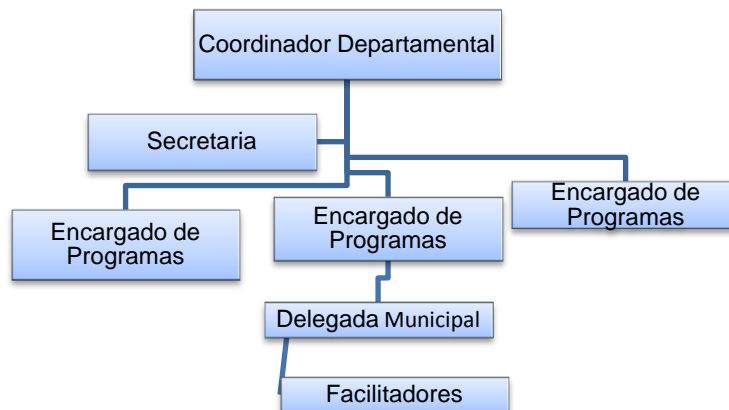 Coordinador Departamental
Secretaria
Encargado de
Programas
Encargado de
Programas
Encargado de
Programas
Delegada Municipal
Facilitadores